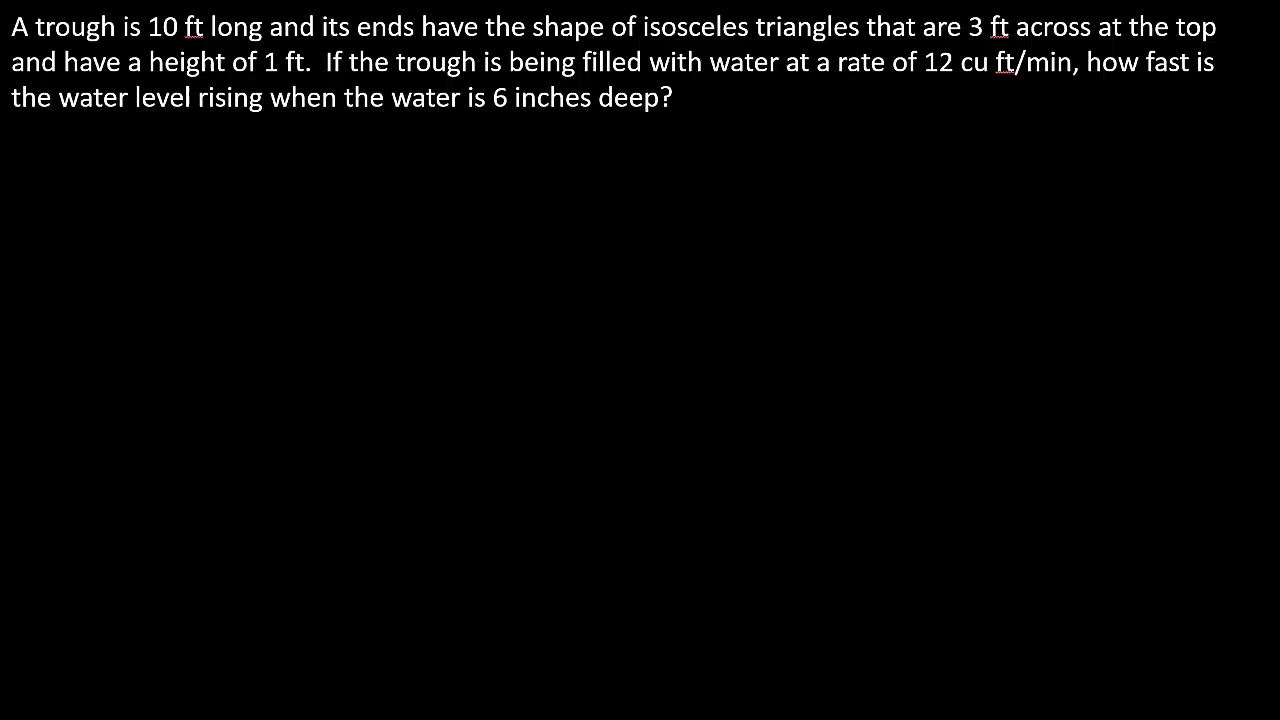 A trough is 10 ft long and its ends have the shape of isosceles triangles that are 3 ft across at the top
and have a height of 1 ft.  If the trough is being filled with water at a rate of 12 cu ft/min, how fast is
the water level rising when the water is 6 inches deep?